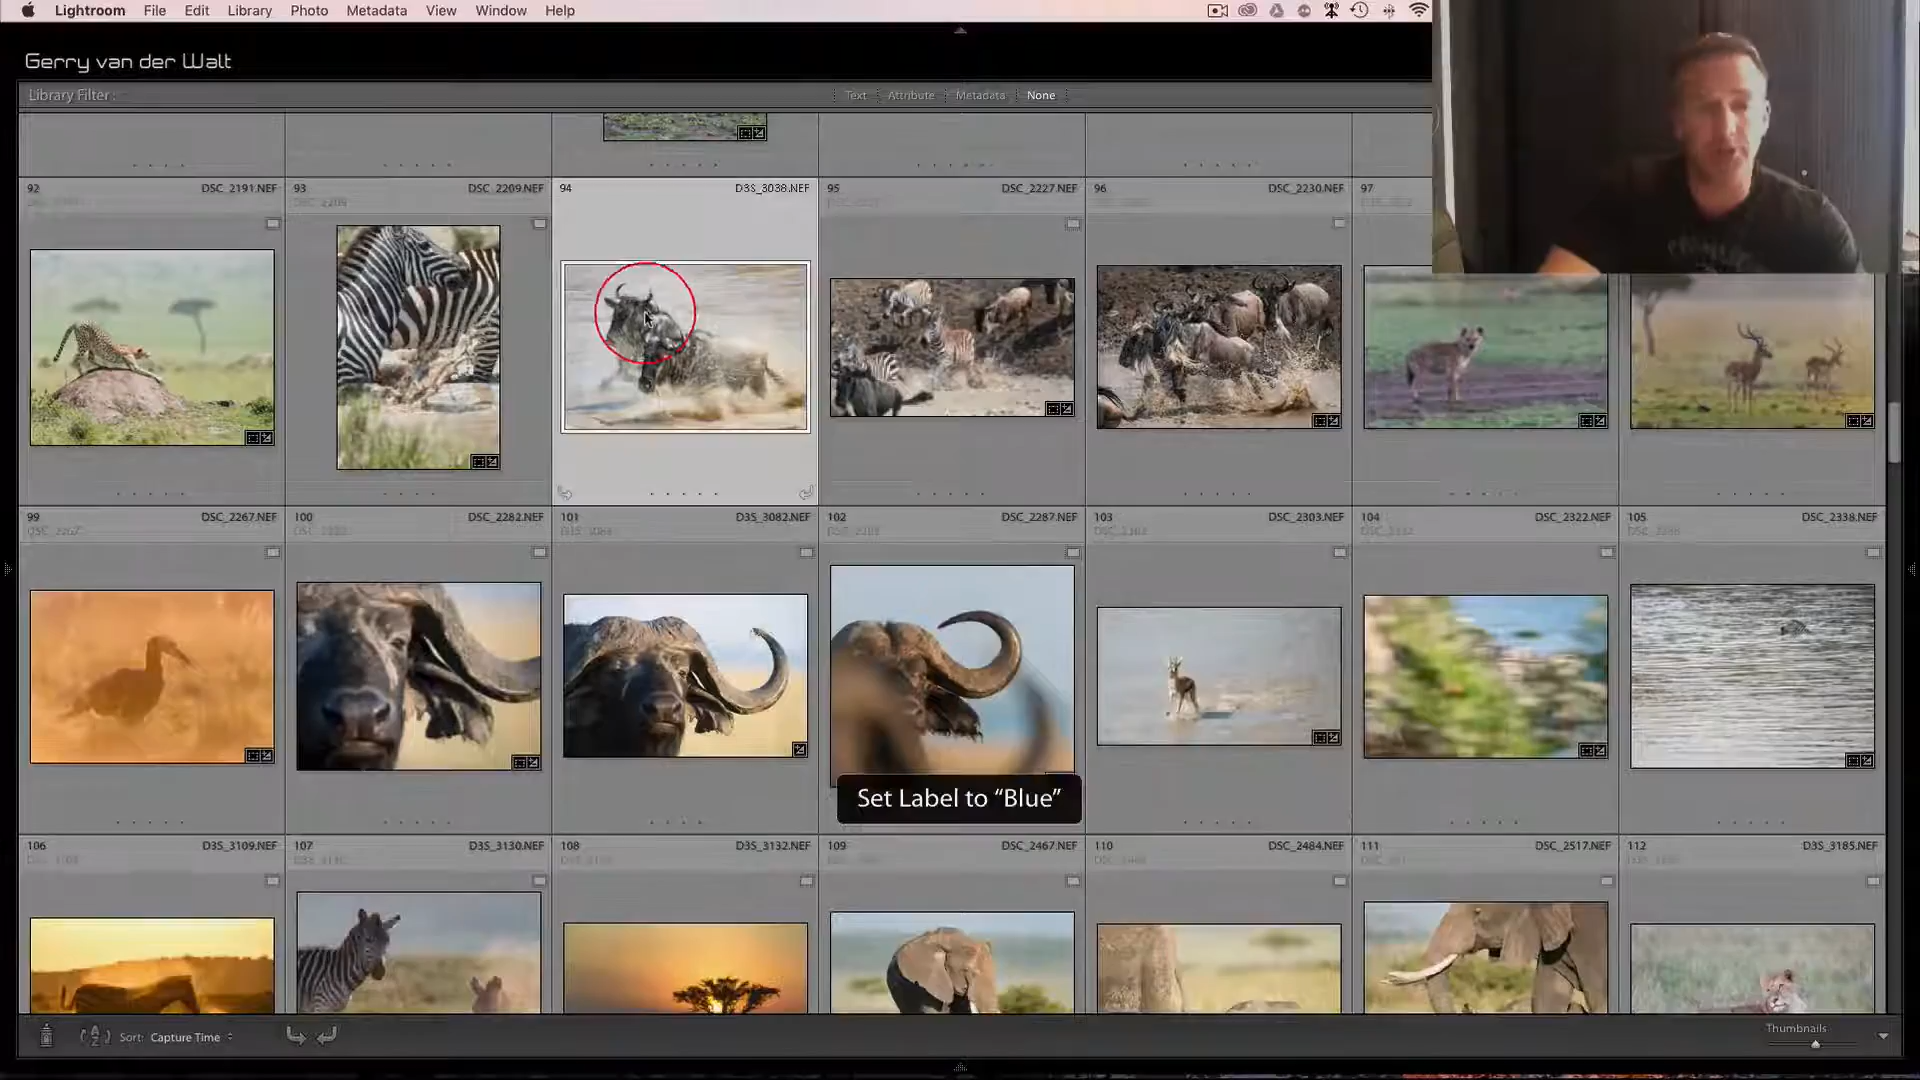 Lightroom File Edit Library Photo Metadata View Window Help
Gerry van der Walt
Library Filter : Text Attribute Metadata None
92 DSC_2191.NEF 93 DSC_2209.NEF 94 D3S_3038.NEF 95 DSC_2227.NEF 96 DSC_2230.NEF 97
99 DSC_2267.NEF 100 DSC_2282.NEF 101 D3S_3082.NEF 102 DSC_2287.NEF 103 DSC_2303.NEF 104 DSC_2322.NEF 105 DSC_2338.NEF
Set Label to “Blue”
106 D3S_3109.NEF 107 D3S_3130.NEF 108 D3S_3132.NEF 109 DSC_2467.NEF 110 DSC_2484.NEF 111 DSC_2517.NEF 112 D3S_3185.NEF
Sort: Capture Time Thumbnails